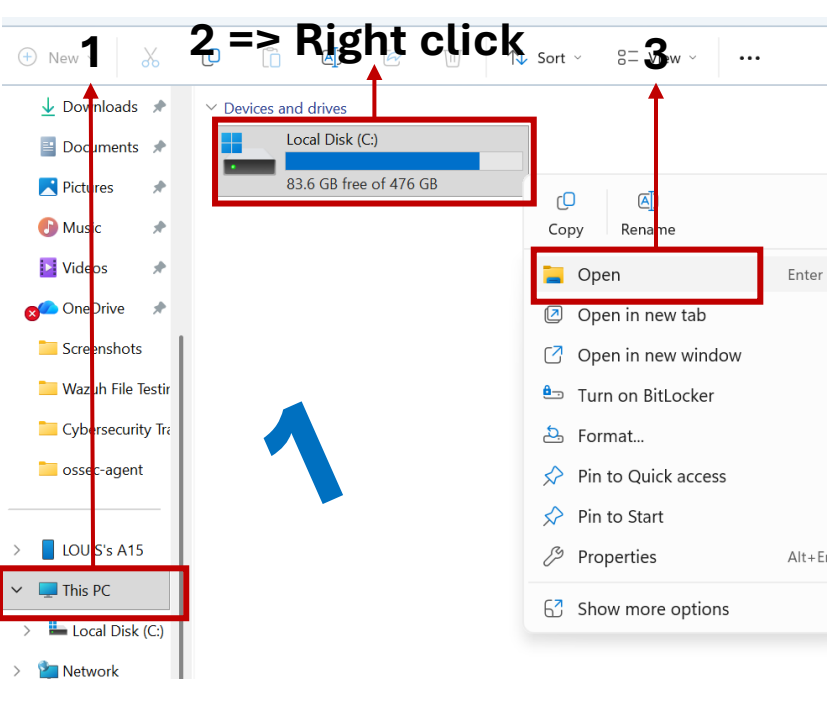 1
2 => Right click
3
New
Sort
View
Downloads
Documents
Pictures
Music
Videos
OneDrive
Screenshots
Wazuh File Testin
Cybersecurity Tra
ossec-agent
LOUIS's A15
This PC
Local Disk (C:)
Network
Devices and drives
Local Disk (C:)
83.6 GB free of 476 GB
1
Copy
Rename
Open Enter
Open in new tab
Open in new window
Turn on BitLocker
Format...
Pin to Quick access
Pin to Start
Properties Alt+En
Show more options